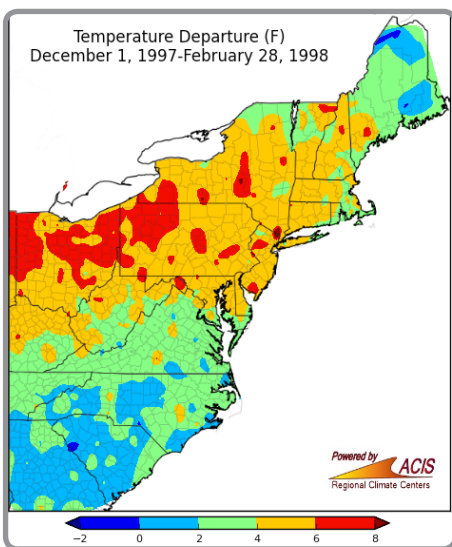 Temperature Departure (F)
December 1, 1997-February 28, 1998
Powered by
ACIS
Regional Climate Centers
−2 0 2 4 6 8